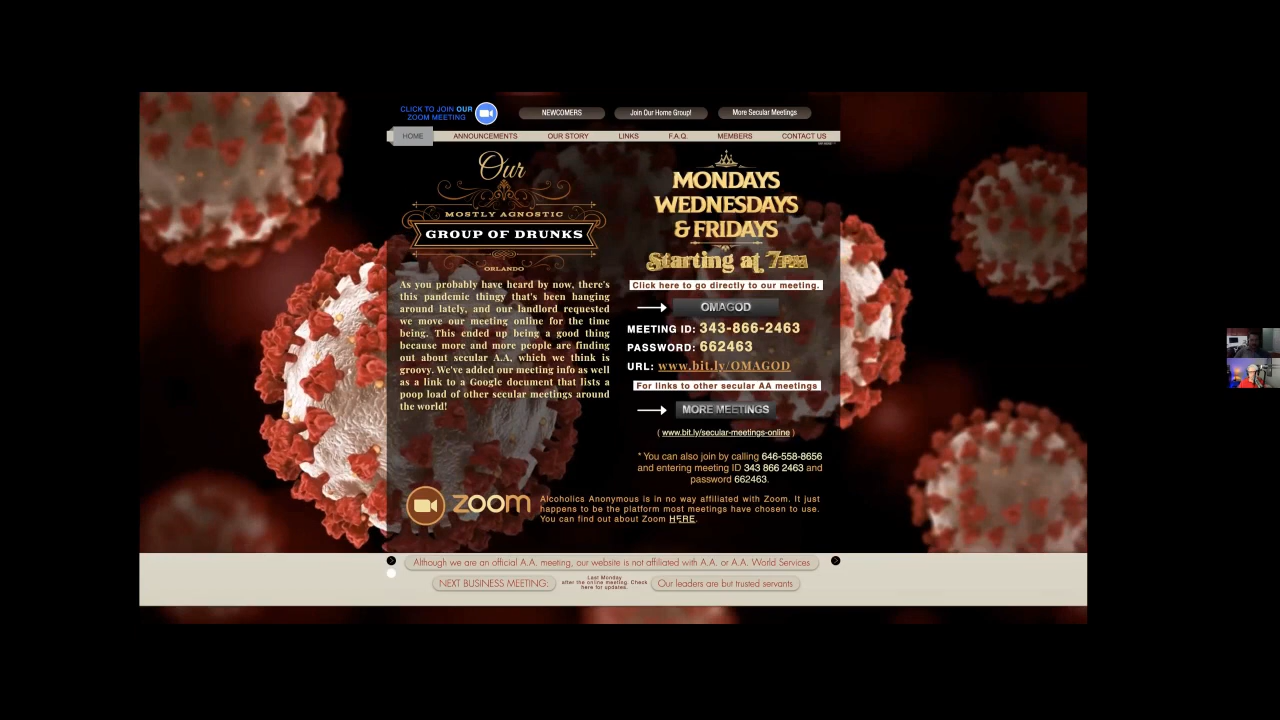 CLICK TO JOIN OUR
ZOOM MEETING
NEWCOMERS
Join Our Home Group!
More Secular Meetings
HOME
ANNOUNCEMENTS
OUR STORY
LINKS
F.A.Q.
MEMBERS
CONTACT US
Our
MOSTLY AGNOSTIC
GROUP OF DRUNKS
ORLANDO
As you probably have heard by now, there's
this pandemic thingy that's been hanging
around lately, and our landlord requested
we move our meeting online for the time
being. This ended up being a good thing
because more and more people are finding
out about secular A.A, which we think is
groovy. We've added our meeting info as well
as a link to a Google document that lists a
poop load of other secular meetings around
the world!
MONDAYS
WEDNESDAYS
& FRIDAYS
Starting at 7PM
Click here to go directly to our meeting.
OMAGOD
MEETING ID: 343-866-2463
PASSWORD: 662463
URL: www.bit.ly/OMAGOD
For links to other secular AA meetings
MORE MEETINGS
( www.bit.ly/secular-meetings-online )
* You can also join by calling 646-558-8656
and entering meeting ID 343 866 2463 and
password 662463.
zoom
Alcoholics Anonymous is in no way affiliated with Zoom. It just
happens to be the platform most meetings have chosen to use.
You can find out about Zoom HERE.
Although we are an official A.A. meeting, our website is not affiliated with A.A. or A.A. World Services
NEXT BUSINESS MEETING:
Last Monday
after the online meeting. Check
here for updates.
Our leaders are but trusted servants